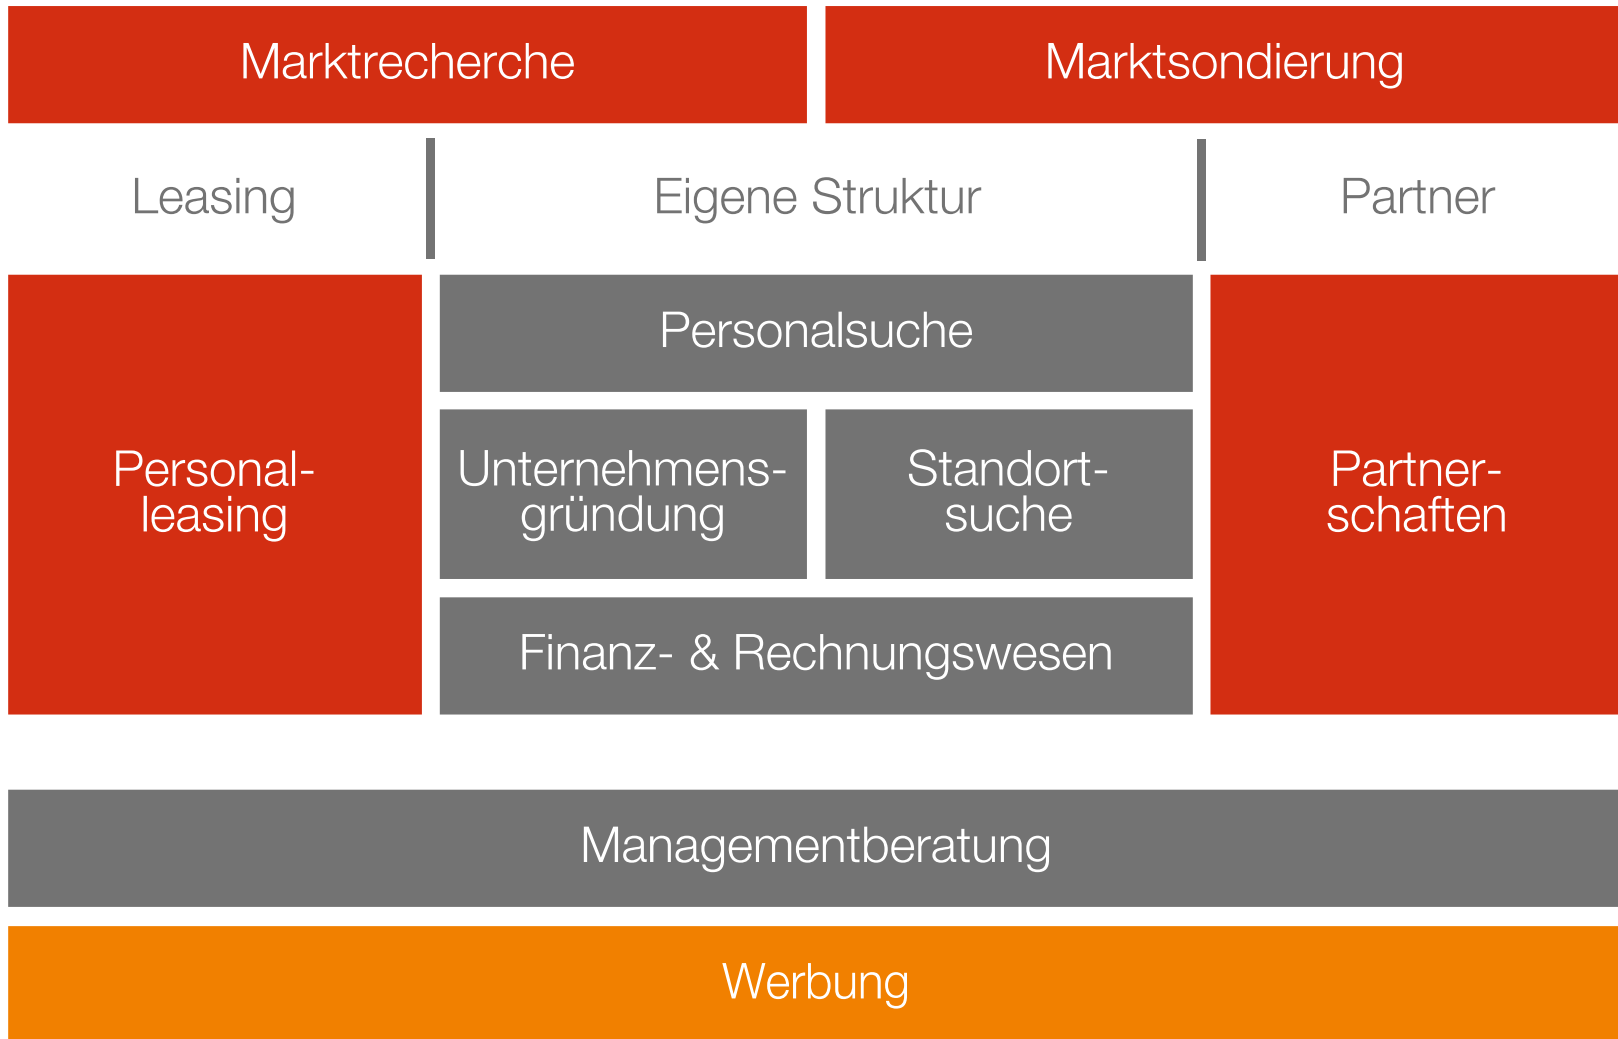 Marktrecherche
Marktsondierung
Leasing
Eigene Struktur
Partner
Personal-
leasing
Personalsuche
Unternehmens-
gründung
Standort-
suche
Finanz- & Rechnungswesen
Partner-
schaften
Managementberatung
Werbung